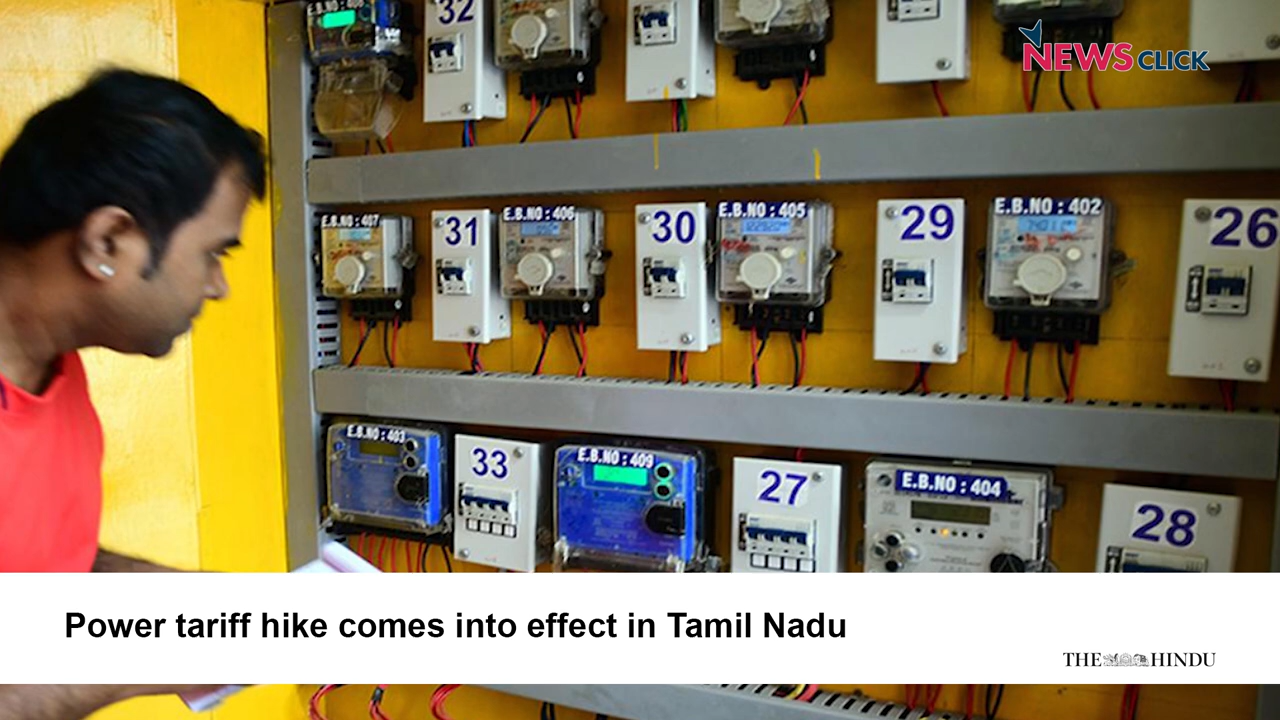 32
NEWSCLICK
E.B.NO : 407
31
E.B.NO : 406
30
E.B.NO : 405
29
E.B.NO : 402
26
E.B.NO : 403
33
E.B.NO : 409
27
E.B.NO : 404
28
Power tariff hike comes into effect in Tamil Nadu
THE HINDU